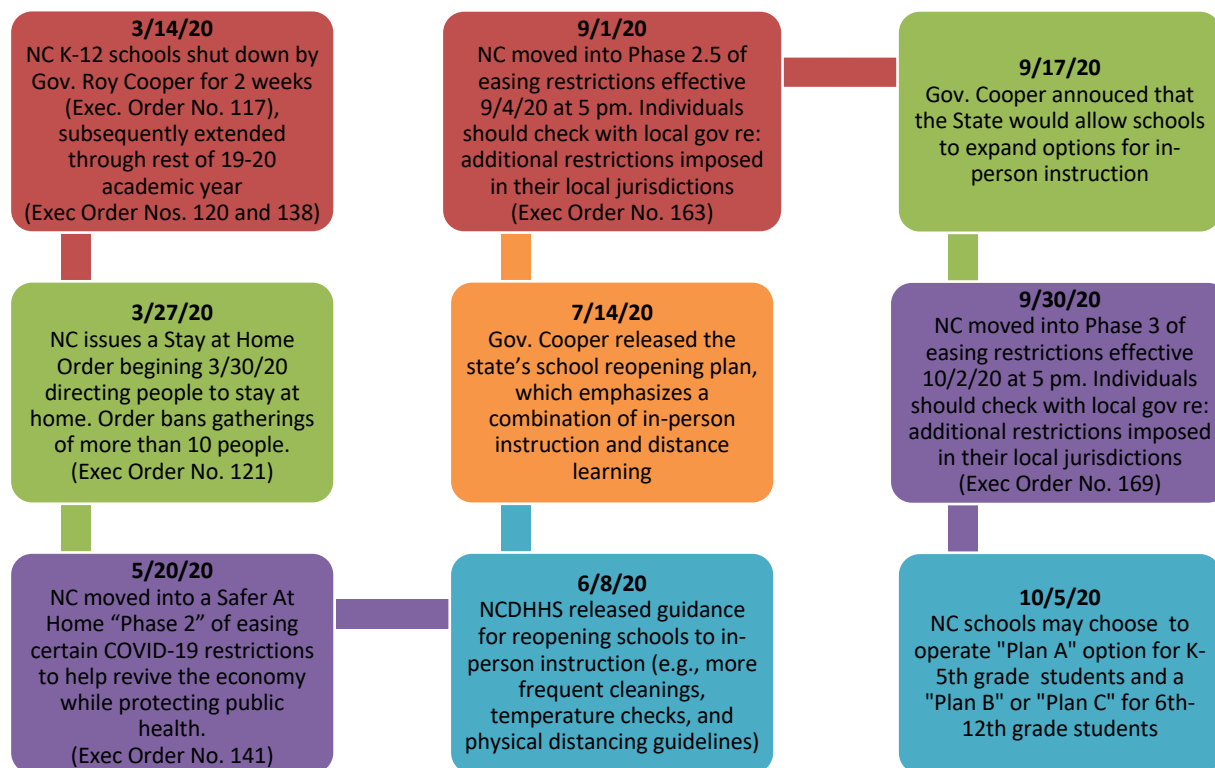 3/14/20
NC K-12 schools shut down by
Gov. Roy Cooper for 2 weeks
(Exec. Order No. 117),
subsequently extended
through rest of 19-20
academic year
(Exec Order Nos. 120 and 138)
3/27/20
NC issues a Stay at Home
Order begining 3/30/20
directing people to stay at
home. Order bans gatherings
of more than 10 people.
(Exec Order No. 121)
5/20/20
NC moved into a Safer At
Home “Phase 2” of easing
certain COVID-19 restrictions
to help revive the economy
while protecting public
health.
(Exec Order No. 141)
6/8/20
NCDHHS released guidance
for reopening schools to in-
person instruction (e.g., more
frequent cleanings,
temperature checks, and
physical distancing guidelines)
7/14/20
Gov. Cooper released the
state’s school reopening plan,
which emphasizes a
combination of in-person
instruction and distance
learning
9/1/20
NC moved into Phase 2.5 of
easing restrictions effective
9/4/20 at 5 pm. Individuals
should check with local gov re:
additional restrictions imposed
in their local jurisdictions
(Exec Order No. 163)
9/17/20
Gov. Cooper annouced that
the State would allow schools
to expand options for in-
person instruction
9/30/20
NC moved into Phase 3 of
easing restrictions effective
10/2/20 at 5 pm. Individuals
should check with local gov re:
additional restrictions imposed
in their local jurisdictions
(Exec Order No. 169)
10/5/20
NC schools may choose to
operate "Plan A" option for K-
5th grade students and a
"Plan B" or "Plan C" for 6th-
12th grade students